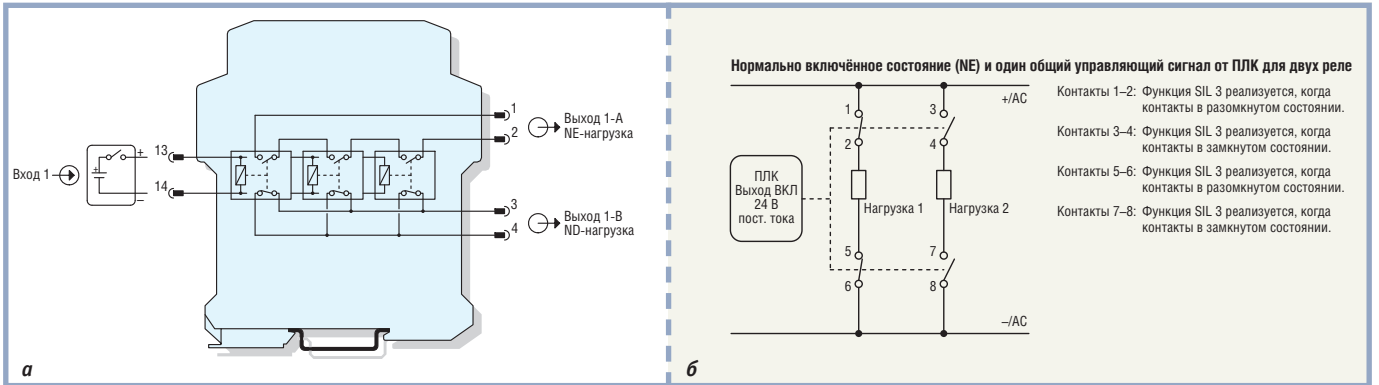 Вход 1
+
–
+
13
14
1
2
Выход 1-A
NE-нагрузка
3
4
Выход 1-B
ND-нагрузка
а
Нормально включённое состояние (NE) и один общий управляющий сигнал от ПЛК для двух реле
+/AC
1
3
2
4
ПЛК
Выход ВКЛ
24 В
пост. тока
Нагрузка 1
Нагрузка 2
5
7
6
8
–/AC
Контакты 1–2: Функция SIL 3 реализуется, когда
контакты в разомкнутом состоянии.
Контакты 3–4: Функция SIL 3 реализуется, когда
контакты в замкнутом состоянии.
Контакты 5–6: Функция SIL 3 реализуется, когда
контакты в разомкнутом состоянии.
Контакты 7–8: Функция SIL 3 реализуется, когда
контакты в замкнутом состоянии.
б